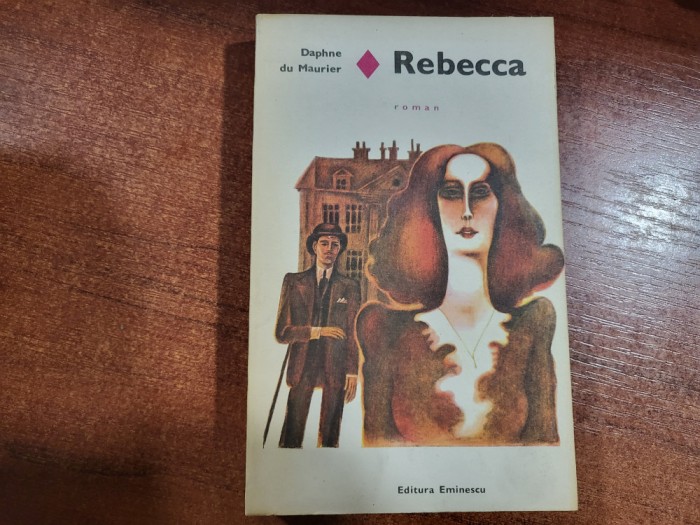 Daphne
du Maurier
Rebecca
roman
Editura Eminescu